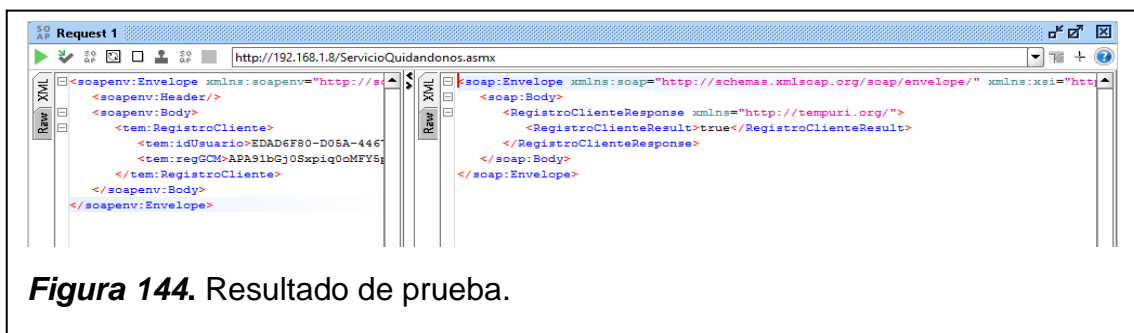 SO AP Request 1
http://192.168.1.8/ServicioQuidandonos.asmx
XML
Raw
<soapenv:Envelope xmlns:soapenv="http://
<soapenv:Header/>
<soapenv:Body>
<tem:RegistroCliente>
<tem:idUsuario>EDAD6F80-D05A-446
<tem:regGCM>APA91bGj0Sxpiq0oMFY5
</tem:RegistroCliente>
</soapenv:Body>
</soapenv:Envelope>
XML
Raw
<soap:Envelope xmlns:soap="http://schemas.xmlsoap.org/soap/envelope/" xmlns:xsi="http
<soap:Body>
<RegistroClienteResponse xmlns="http://tempuri.org/">
<RegistroClienteResult>true</RegistroClienteResult>
</RegistroClienteResponse>
</soap:Body>
</soap:Envelope>
Figura 144. Resultado de prueba.